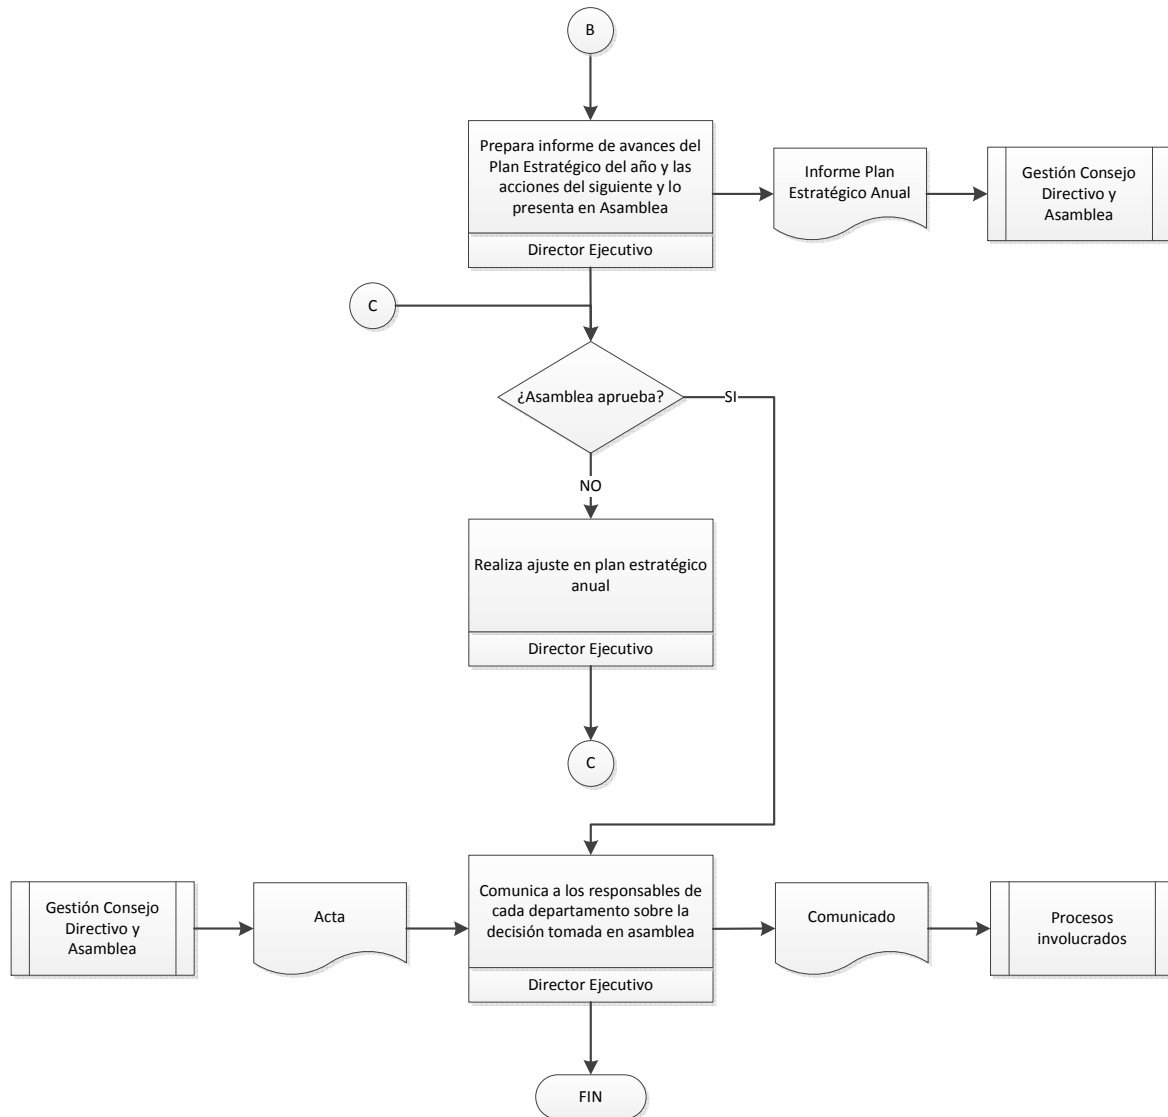 B
Prepara informe de avances del
Plan Estratégico del año y las
acciones del siguiente y lo
presenta en Asamblea
Director Ejecutivo
Informe Plan
Estratégico Anual
Gestión Consejo
Directivo y
Asamblea
C
¿Asamblea aprueba?
SI
NO
Realiza ajuste en plan estratégico
anual
Director Ejecutivo
C
Gestión Consejo
Directivo y
Asamblea
Acta
Comunica a los responsables de
cada departamento sobre la
decisión tomada en asamblea
Director Ejecutivo
Comunicado
Procesos
involucrados
FIN